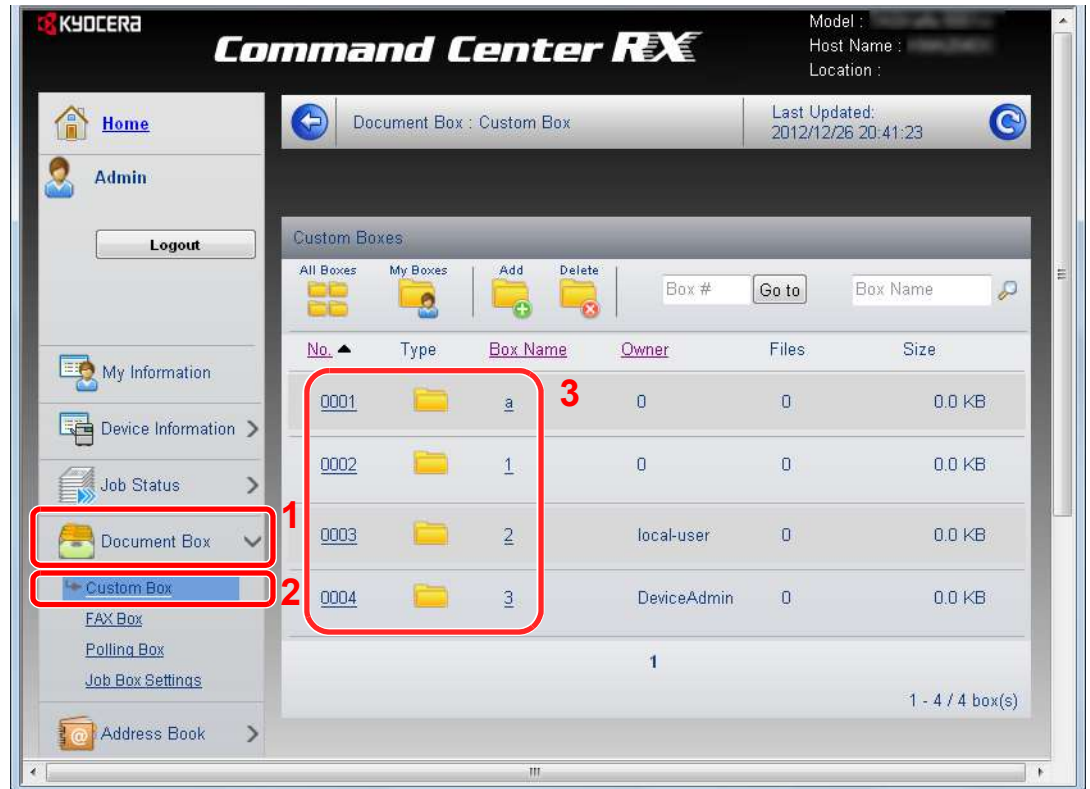 KYOCERA
Command Center RX
Model :
Host Name :
Location :
Home
Admin
Logout
My Information
Device Information
Job Status
Document Box
1
Custom Box
2
FAX Box
Polling Box
Job Box Settings
Address Book
Document Box : Custom Box
Last Updated:
2012/12/26 20:41:23
Custom Boxes
All Boxes My Boxes Add Delete Box # Go to Box Name
No. Type Box Name Owner Files Size
3
0001 a 0 0 0.0 KB
0002 1 0 0 0.0 KB
0003 2 local-user 0 0.0 KB
0004 3 DeviceAdmin 0 0.0 KB
1
1 - 4 / 4 box(s)